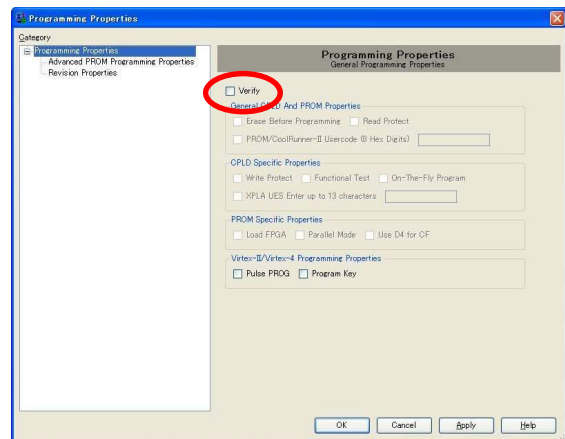 Programming Properties
Category
Programming Properties
Advanced PROM Programming Properties
Revision Properties
Programming Properties
General Programming Properties
Verify
General CPLD And PROM Properties
Erase Before Programming Read Protect
PROM/CoolRunner-II Usercode (8 Hex Digits)
CPLD Specific Properties
Write Protect Functional Test On-The-Fly Program
XPLA UES Enter up to 13 characters
PROM Specific Properties
Load FPGA Parallel Mode Use D4 for CF
Virtex-II/Virtex-4 Programming Properties
Pulse PROG Program Key
OK Cancel Apply Help